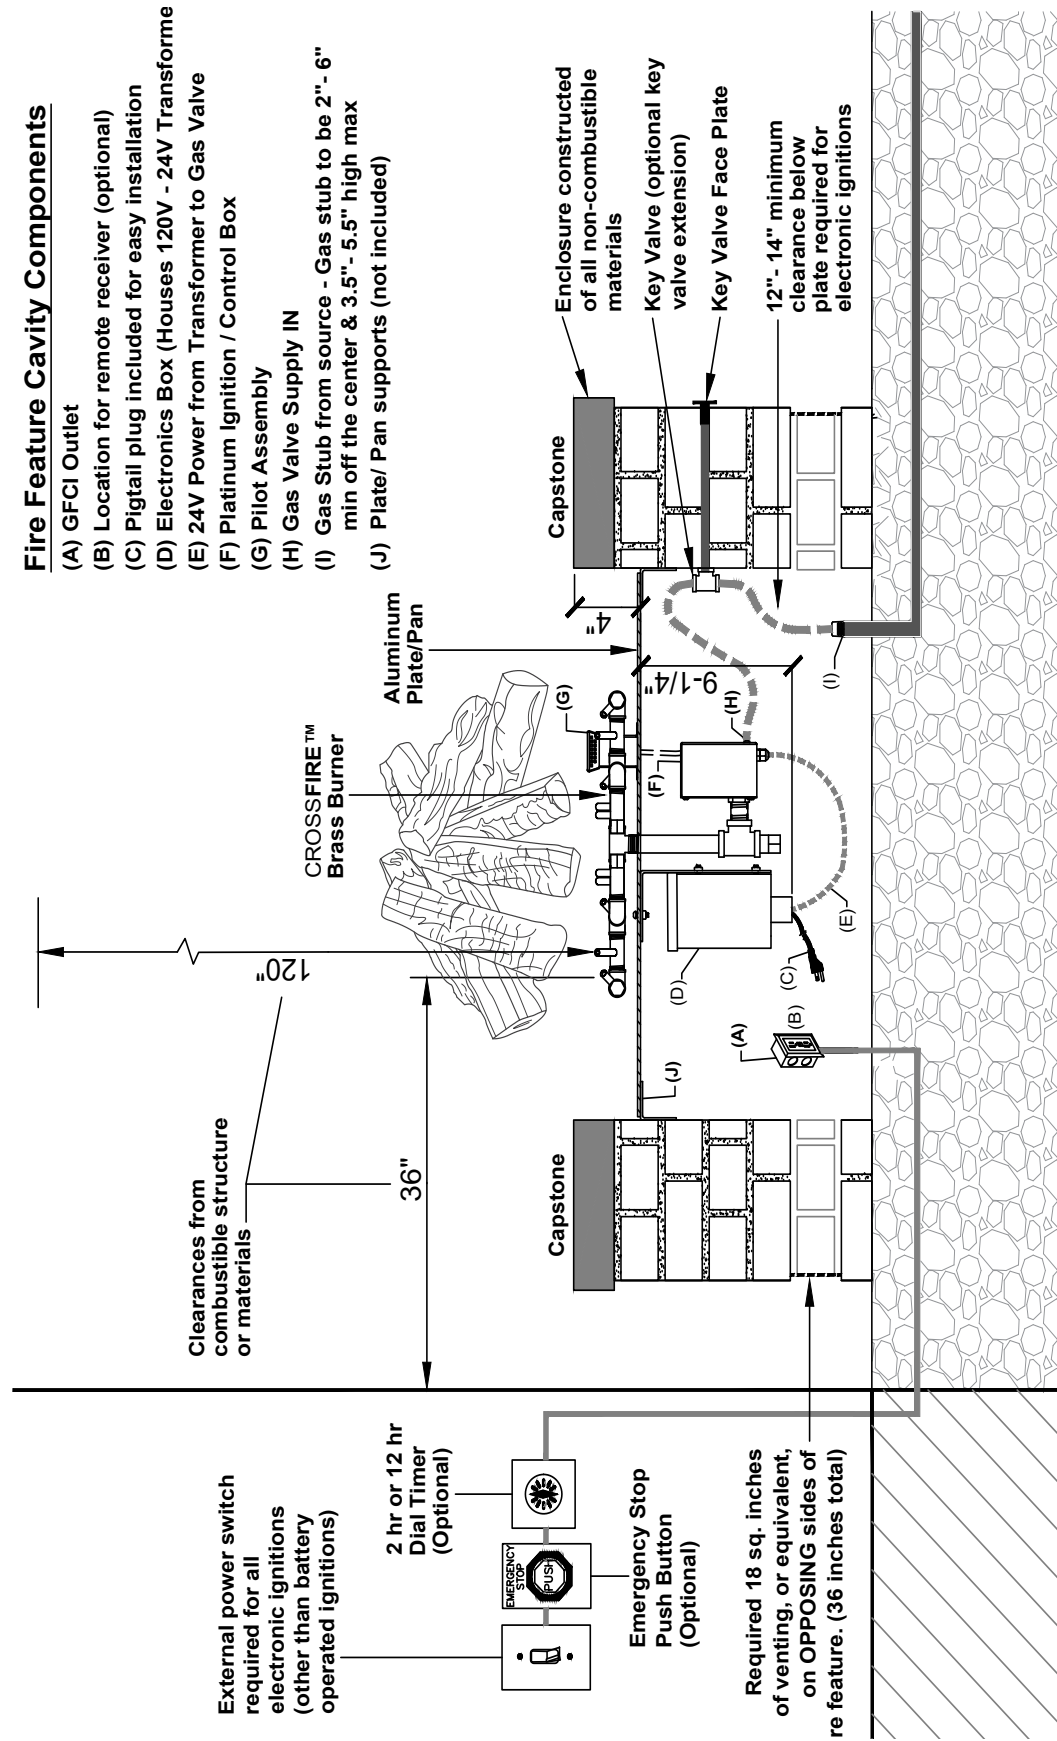 Fire Feature Cavity Components
(A) GFCI Outlet
(B) Location for remote receiver (optional)
(C) Pigtail plug included for easy installation
(D) Electronics Box (Houses 120V - 24V Transforme
(E) 24V Power from Transformer to Gas Valve
(F) Platinum Ignition / Control Box
(G) Pilot Assembly
(H) Gas Valve Supply IN
(I) Gas Stub from source - Gas stub to be 2"- 6"
min off the center & 3.5"- 5.5" high max
(J) Plate/ Pan supports (not included)
Clearances from
combustible structure
or materials
120"
36"
CROSSFIRE™
Brass Burner
Aluminum
Plate/Pan
4"
9-1/4"
Capstone
Capstone
Enclosure constructed
of all non-combustible
materials
Key Valve (optional key
valve extension)
Key Valve Face Plate
12"- 14" minimum
clearance below
plate required for
electronic ignitions
(A)
(B)
(C)
(D)
(E)
(F)
(G)
(H)
(I)
(J)
External power switch
required for all
electronic ignitions
(other than battery
operated ignitions)
2 hr or 12 hr
Dial Timer
(Optional)
EMERGENCY
STOP
PUSH
Emergency Stop
Push Button
(Optional)
Required 18 sq. inches
of venting, or equivalent,
on OPPOSING sides of
re feature. (36 inches total)